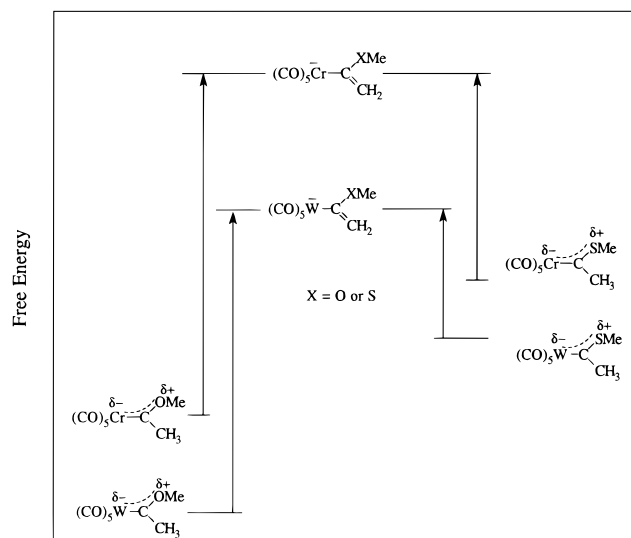 Free Energy
(CO)₅C̄r—C XMe
CH₂
(CO)₅W̄—C XMe
CH₂
X = O or S
δ− δ+
(CO)₅Cr—C SMe
CH₃
δ− δ+
(CO)₅W—C SMe
CH₃
δ− δ+
(CO)₅Cr—C OMe
CH₃
δ− δ+
(CO)₅W—C OMe
CH₃